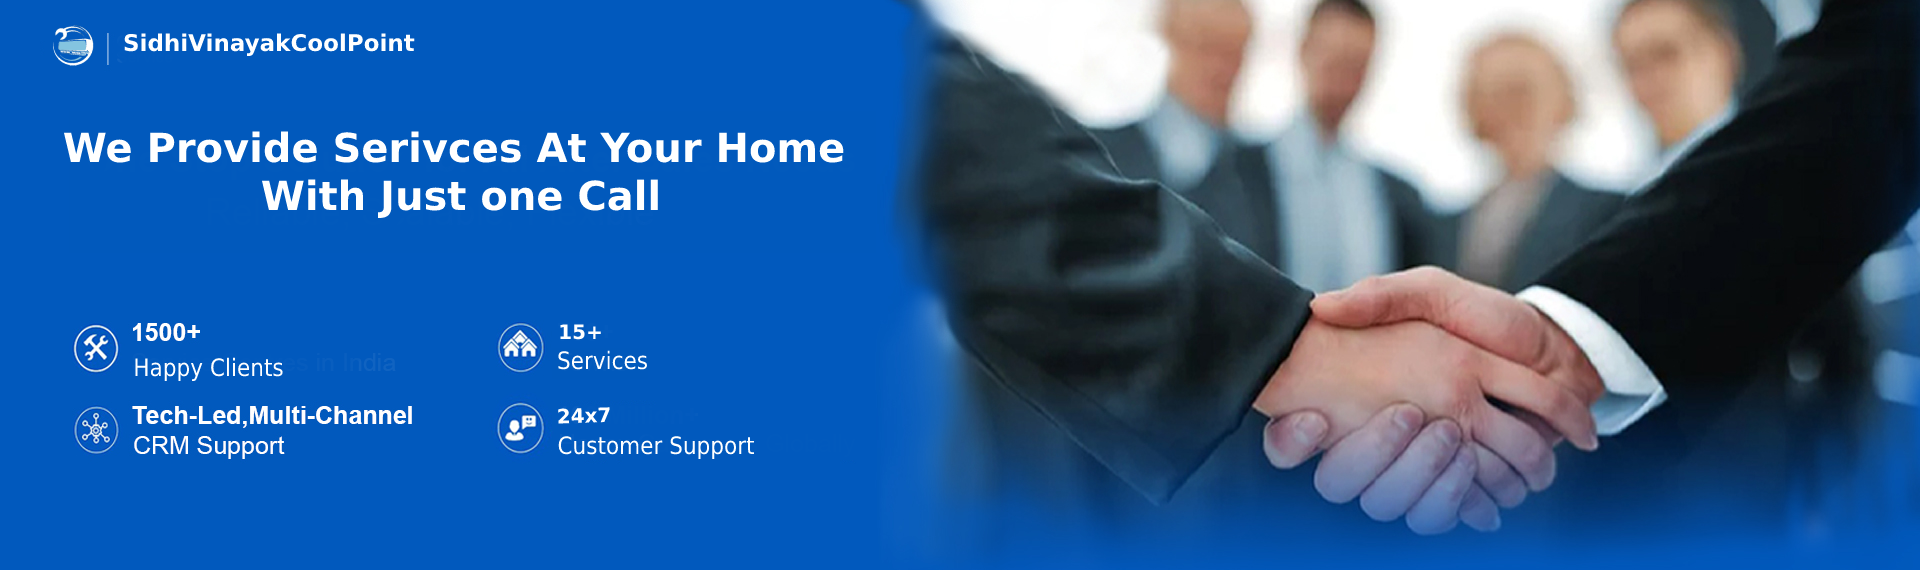 SidhiVinayakCoolPoint
We Provide Serivces At Your Home
With Just one Call
1500+
Happy Clients
in India
15+
Services
Tech-Led,Multi-Channel
CRM Support
24x7
Customer Support